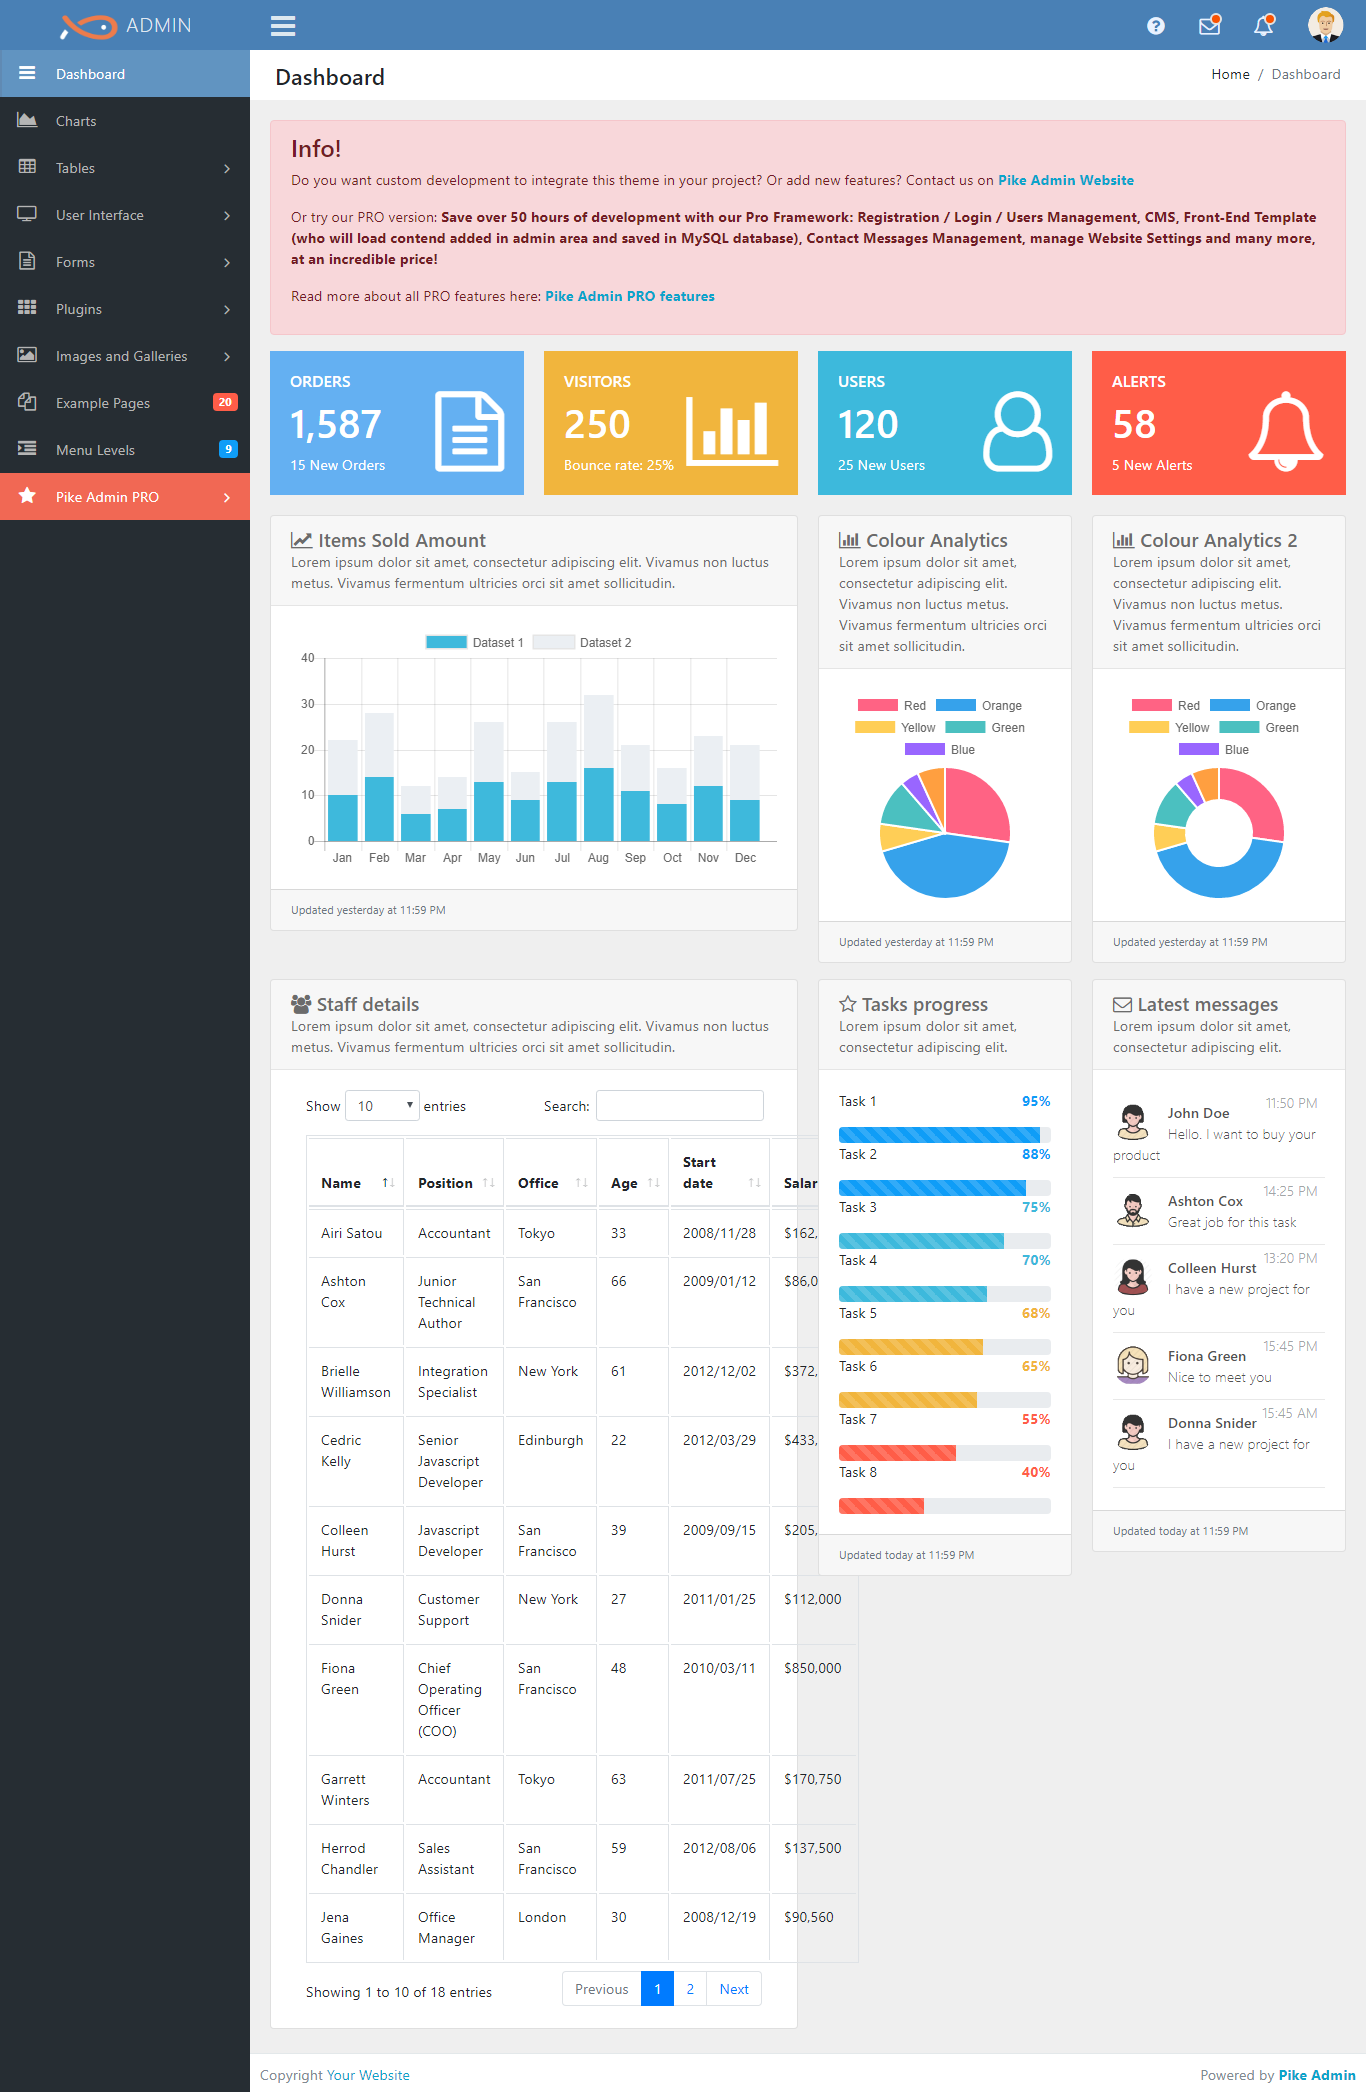 ADMIN
Dashboard
Charts
Tables
User Interface
Forms
Plugins
Images and Galleries
Example Pages 20
Menu Levels 9
Pike Admin PRO
Dashboard
Home / Dashboard
Info!
Do you want custom development to integrate this theme in your project? Or add new features? Contact us on Pike Admin Website
Or try our PRO version: Save over 50 hours of development with our Pro Framework: Registration / Login / Users Management, CMS, Front-End Template
(who will load contend added in admin area and saved in MySQL database), Contact Messages Management, manage Website Settings and many more,
at an incredible price!
Read more about all PRO features here: Pike Admin PRO features
ORDERS
1,587
15 New Orders
VISITORS
250
Bounce rate: 25%
USERS
120
25 New Users
ALERTS
58
5 New Alerts
Items Sold Amount
Lorem ipsum dolor sit amet, consectetur adipiscing elit. Vivamus non luctus
metus. Vivamus fermentum ultricies orci sit amet sollicitudin.
Dataset 1 Dataset 2
40
30
20
10
0
Jan Feb Mar Apr May Jun Jul Aug Sep Oct Nov Dec
Updated yesterday at 11:59 PM
Colour Analytics
Lorem ipsum dolor sit amet,
consectetur adipiscing elit.
Vivamus non luctus metus.
Vivamus fermentum ultricies orci
sit amet sollicitudin.
Red Orange
Yellow Green
Blue
Updated yesterday at 11:59 PM
Colour Analytics 2
Lorem ipsum dolor sit amet,
consectetur adipiscing elit.
Vivamus non luctus metus.
Vivamus fermentum ultricies orci
sit amet sollicitudin.
Red Orange
Yellow Green
Blue
Updated yesterday at 11:59 PM
Staff details
Lorem ipsum dolor sit amet, consectetur adipiscing elit. Vivamus non luctus
metus. Vivamus fermentum ultricies orci sit amet sollicitudin.
Show 10 entries Search:
Start
Name Position Office Age date Salar
Airi Satou Accountant Tokyo 33 2008/11/28 $162,
Ashton Junior San 66 2009/01/12 $86,0
Cox Technical Francisco
Author
Brielle Integration New York 61 2012/12/02 $372,
Williamson Specialist
Cedric Senior Edinburgh 22 2012/03/29 $433,
Kelly Javascript
Developer
Colleen Javascript San 39 2009/09/15 $205,
Hurst Developer Francisco
Donna Customer New York 27 2011/01/25 $112,000
Snider Support
Fiona Chief San 48 2010/03/11 $850,000
Green Operating Francisco
Officer
(COO)
Garrett Accountant Tokyo 63 2011/07/25 $170,750
Winters
Herrod Sales San 59 2012/08/06 $137,500
Chandler Assistant Francisco
Jena Office London 30 2008/12/19 $90,560
Gaines Manager
Showing 1 to 10 of 18 entries Previous 1 2 Next
Tasks progress
Lorem ipsum dolor sit amet,
consectetur adipiscing elit.
Task 1 95%
Task 2 88%
Task 3 75%
Task 4 70%
Task 5 68%
Task 6 65%
Task 7 55%
Task 8 40%
Updated today at 11:59 PM
Latest messages
Lorem ipsum dolor sit amet,
consectetur adipiscing elit.
11:50 PM
John Doe
Hello. I want to buy your
product
14:25 PM
Ashton Cox
Great job for this task
13:20 PM
Colleen Hurst
I have a new project for
you
15:45 PM
Fiona Green
Nice to meet you
15:45 AM
Donna Snider
I have a new project for
you
Updated today at 11:59 PM
Copyright Your Website
Powered by Pike Admin